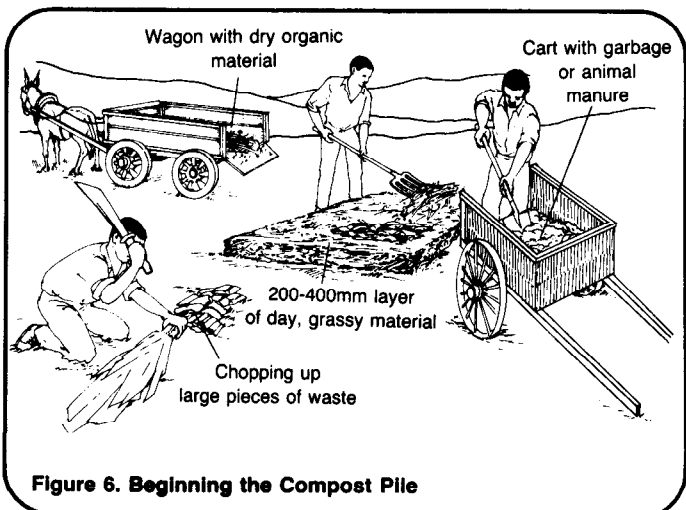 Wagon with dry organic
material
Cart with garbage
or animal
manure
200-400mm layer
of day, grassy material
Chopping up
large pieces of waste
Figure 6. Beginning the Compost Pile